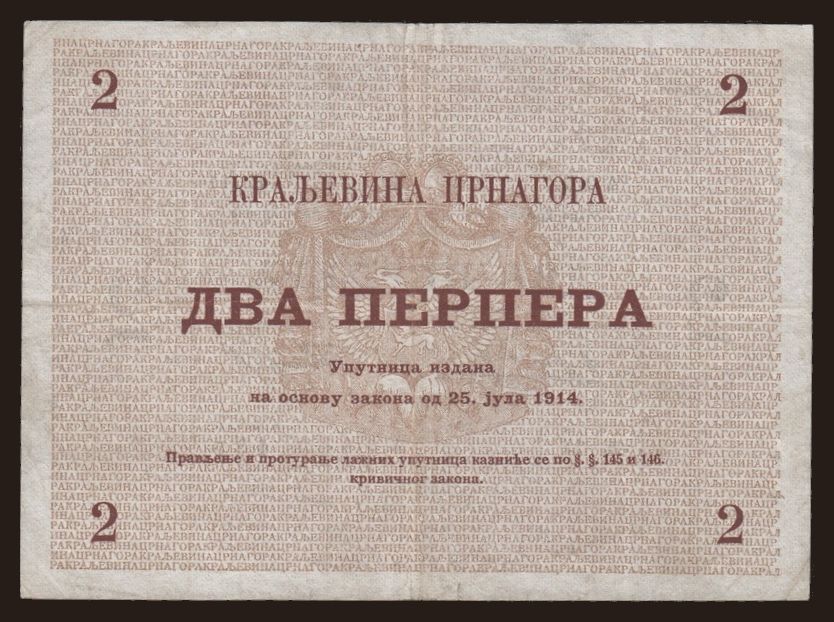 2 2
КРАЉЕВИНА ЦРНАГОРА
ДВА ПЕРПЕРА
Упутница издана
на основу закона од 25. јула 1914.
Прављење и протурање лажних упутница казниће се по §. §. 145 и 146.
кривичног закона.
2 2